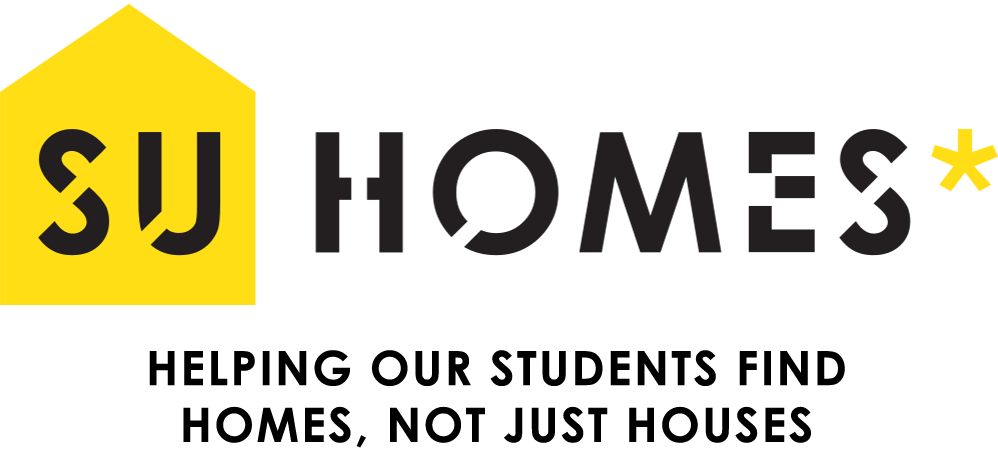 SU HOMES*
HELPING OUR STUDENTS FIND
HOMES, NOT JUST HOUSES